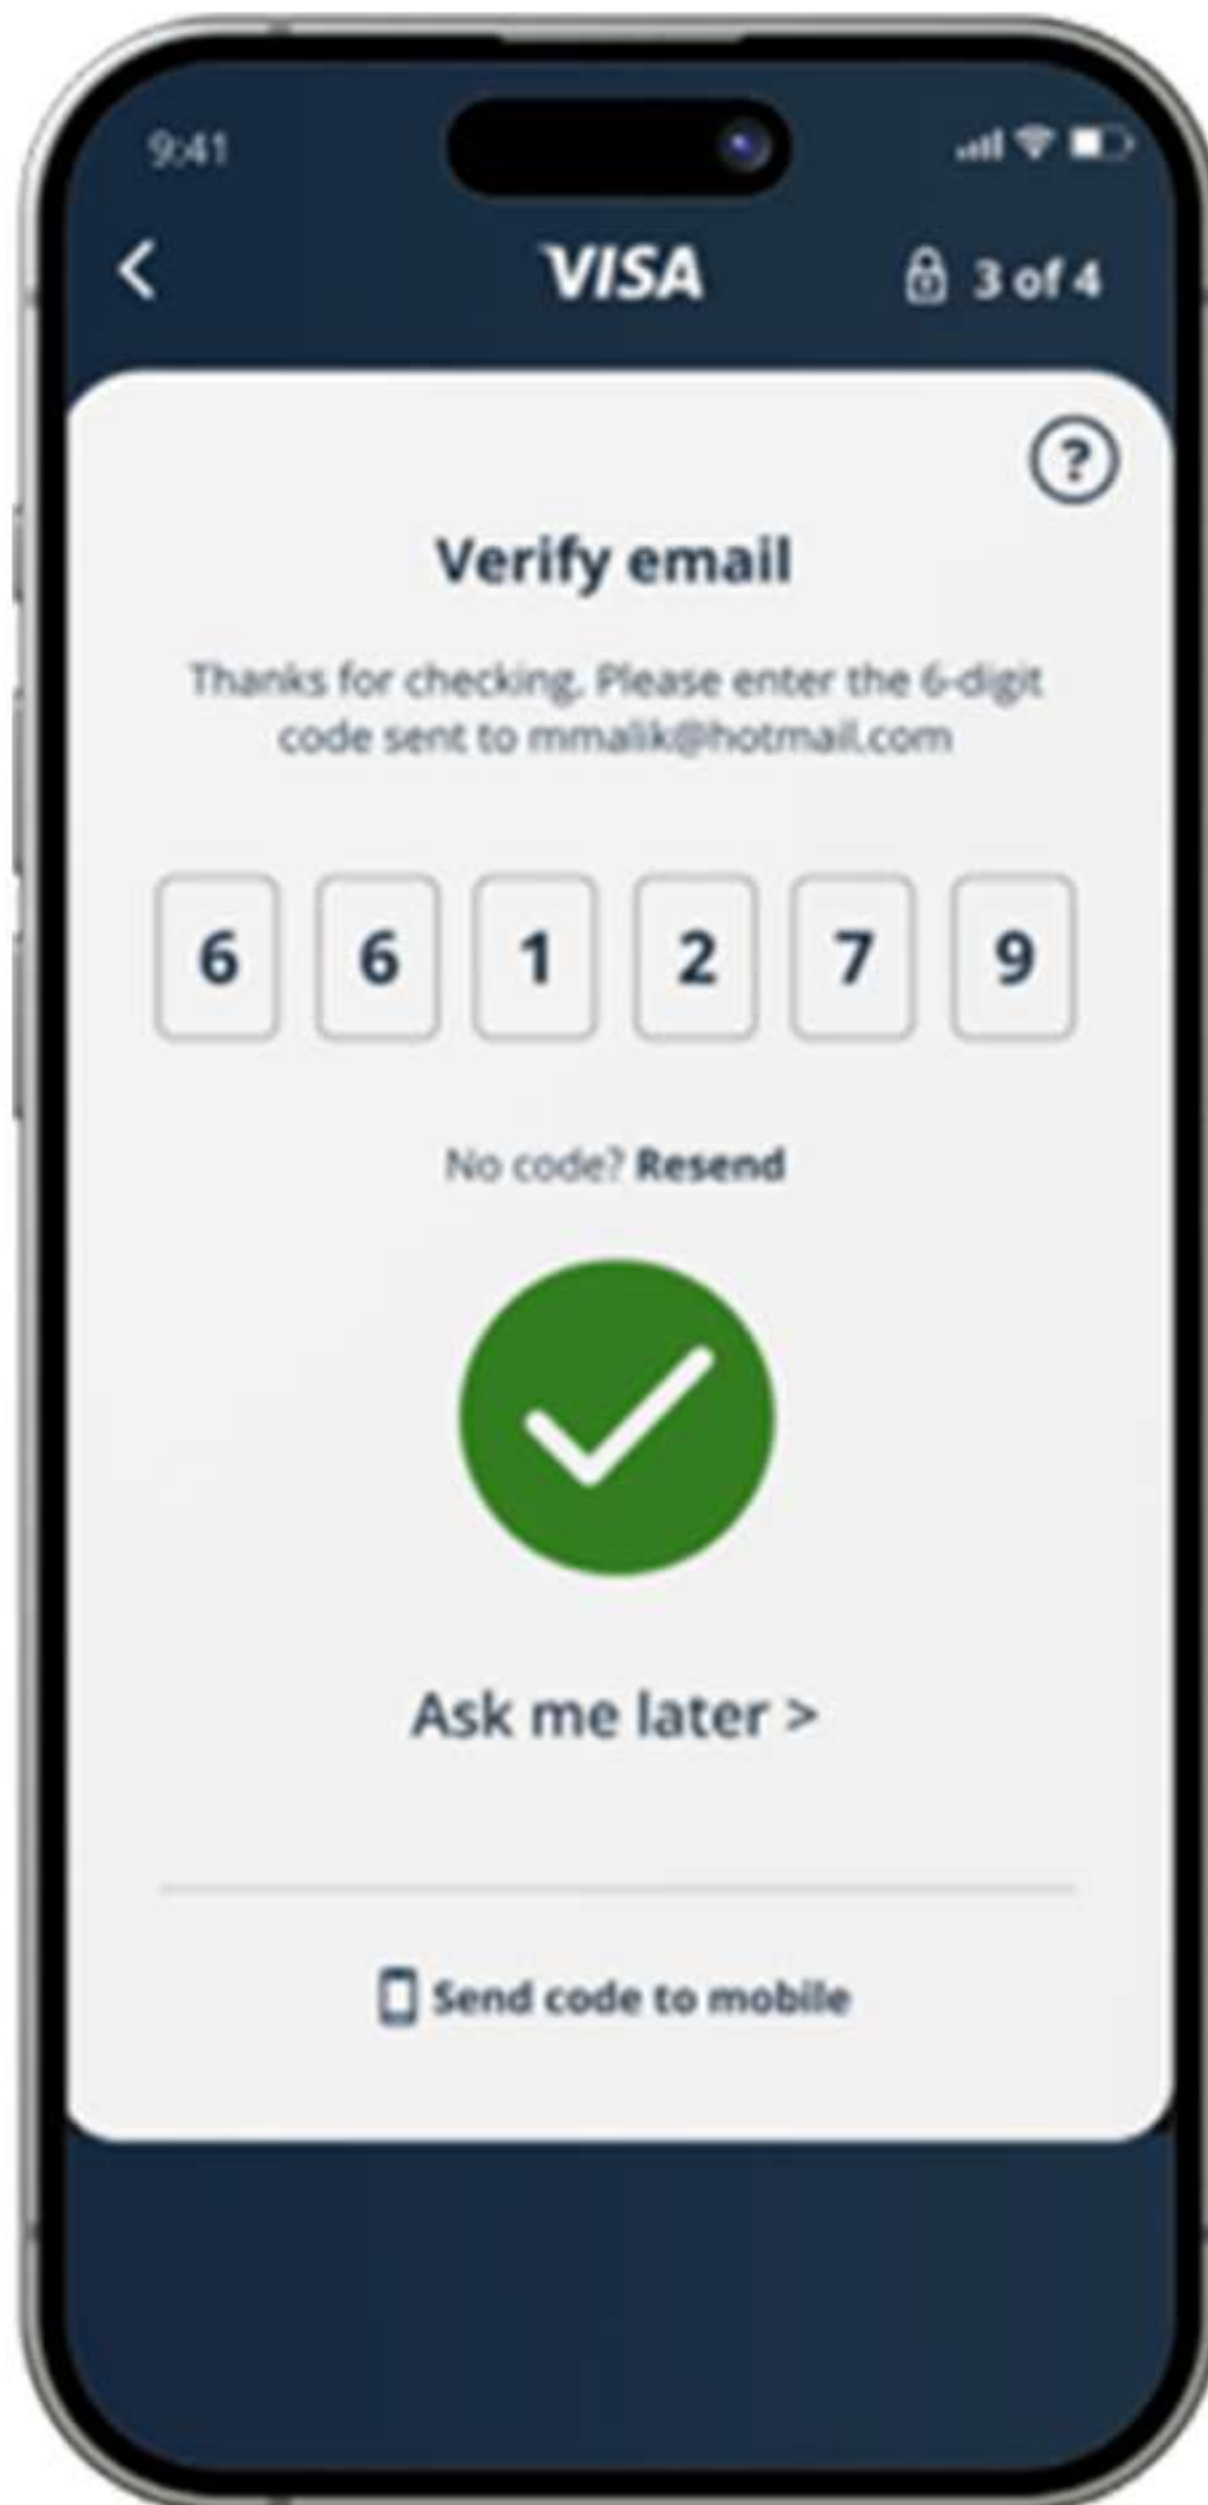 9:41
VISA
3 of 4
?
Verify email
Thanks for checking. Please enter the 6-digit
code sent to mmalik@hotmail.com
6 6 1 2 7 9
No code? Resend
Ask me later >
Send code to mobile